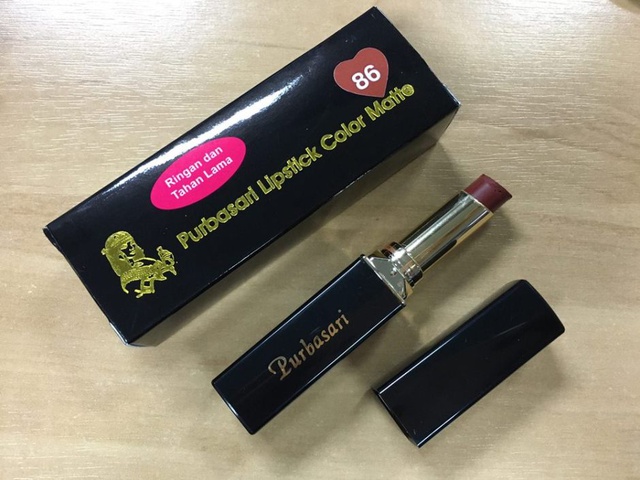 86
Ringan dan
Tahan Lama
Purbasari Lipstick Color Matte
Purbasari